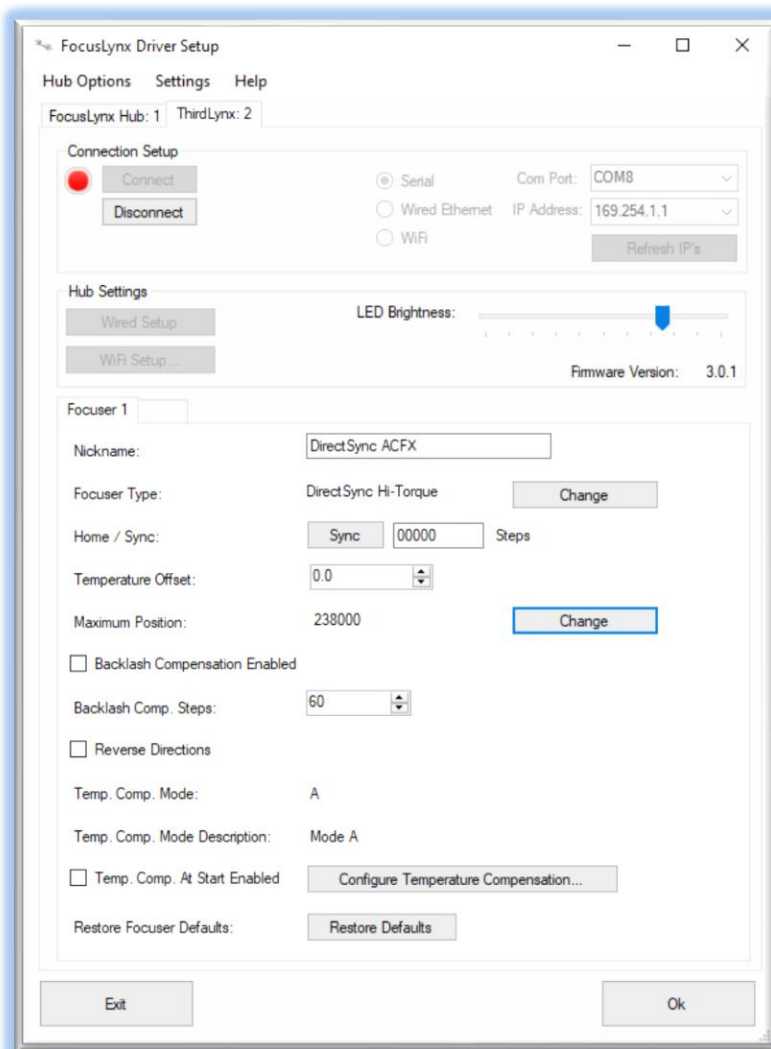 FocusLynx Driver Setup
Hub Options Settings Help
FocusLynx Hub: 1 ThirdLynx: 2
Connection Setup
Connect Serial Com Port: COM8
Disconnect Wired Ethernet IP Address: 169.254.1.1
WiFi Refresh IP's
Hub Settings
Wired Setup LED Brightness:
WiFi Setup...
Firmware Version: 3.0.1
Focuser 1
Nickname: DirectSync ACFX
Focuser Type: DirectSync Hi-Torque Change
Home / Sync: Sync 00000 Steps
Temperature Offset: 0.0
Maximum Position: 238000 Change
Backlash Compensation Enabled
Backlash Comp. Steps: 60
Reverse Directions
Temp. Comp. Mode: A
Temp. Comp. Mode Description: Mode A
Temp. Comp. At Start Enabled Configure Temperature Compensation...
Restore Focuser Defaults: Restore Defaults
Exit Ok